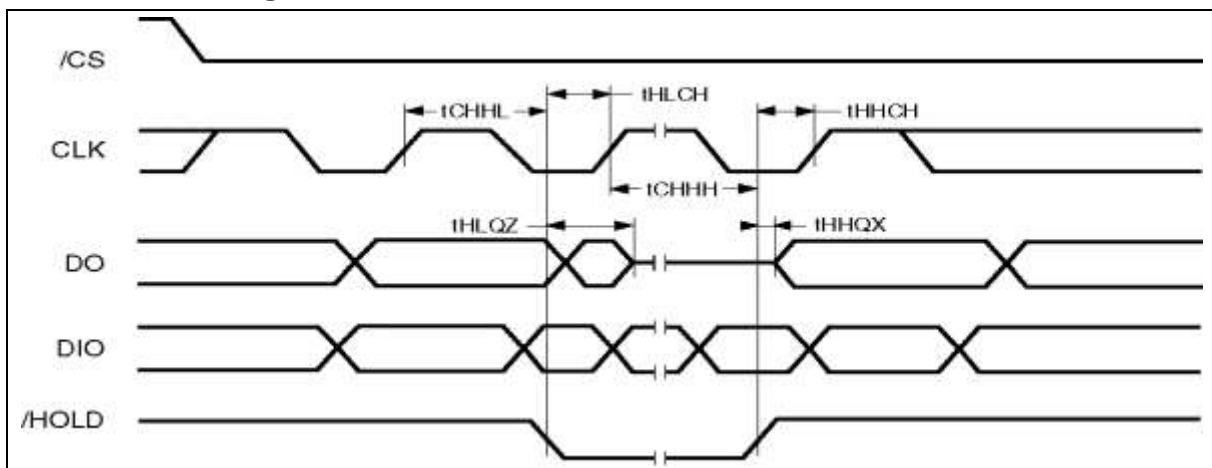 /CS
tHLCH
tCHHL
tHHCH
CLK
tCHHH
tHLQZ
tHHQX
DO
DIO
/HOLD